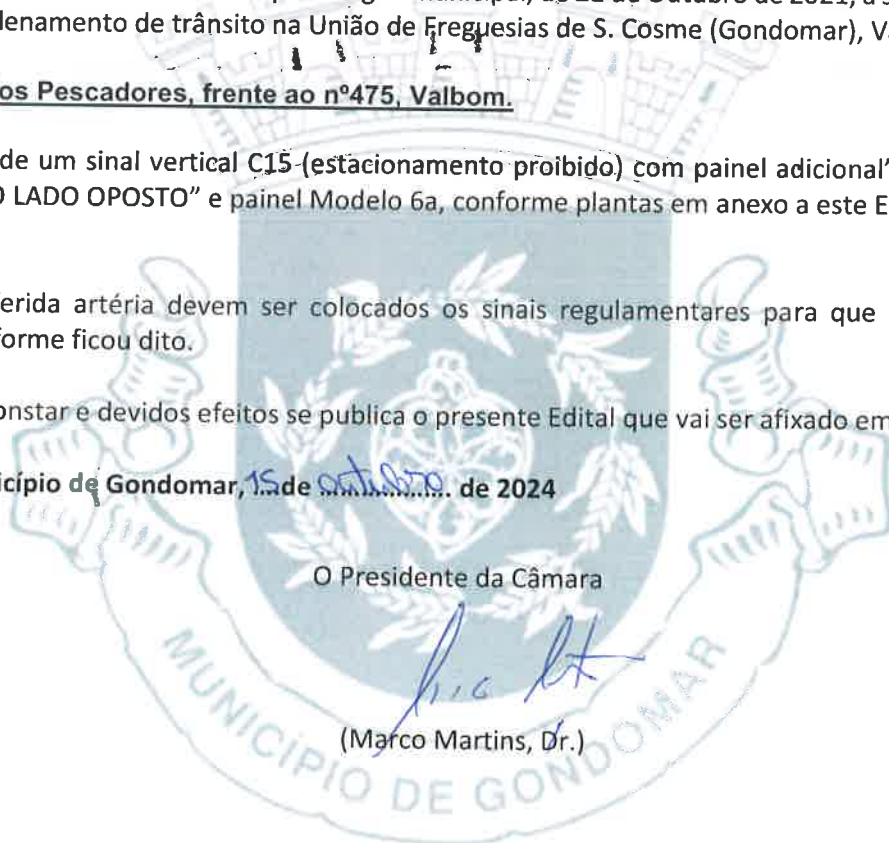 denamento de trânsito na União de Freguesias de S. Cosme (Gondomar), V
os Pescadores, frente ao nº475, Valbom.
de um sinal vertical C15 (estacionamento proibido) com painel adicional"
O LADO OPOSTO" e painel Modelo 6a, conforme plantas em anexo a este E
erida artéria devem ser colocados os sinais regulamentares para que
forme ficou dito.
onstar e devidos efeitos se publica o presente Edital que vai ser afixado em
icípio de Gondomar, 15 de outubro de 2024
O Presidente da Câmara
(Marco Martins, Dr.)
MUNICÍPIO DE GONDOMAR